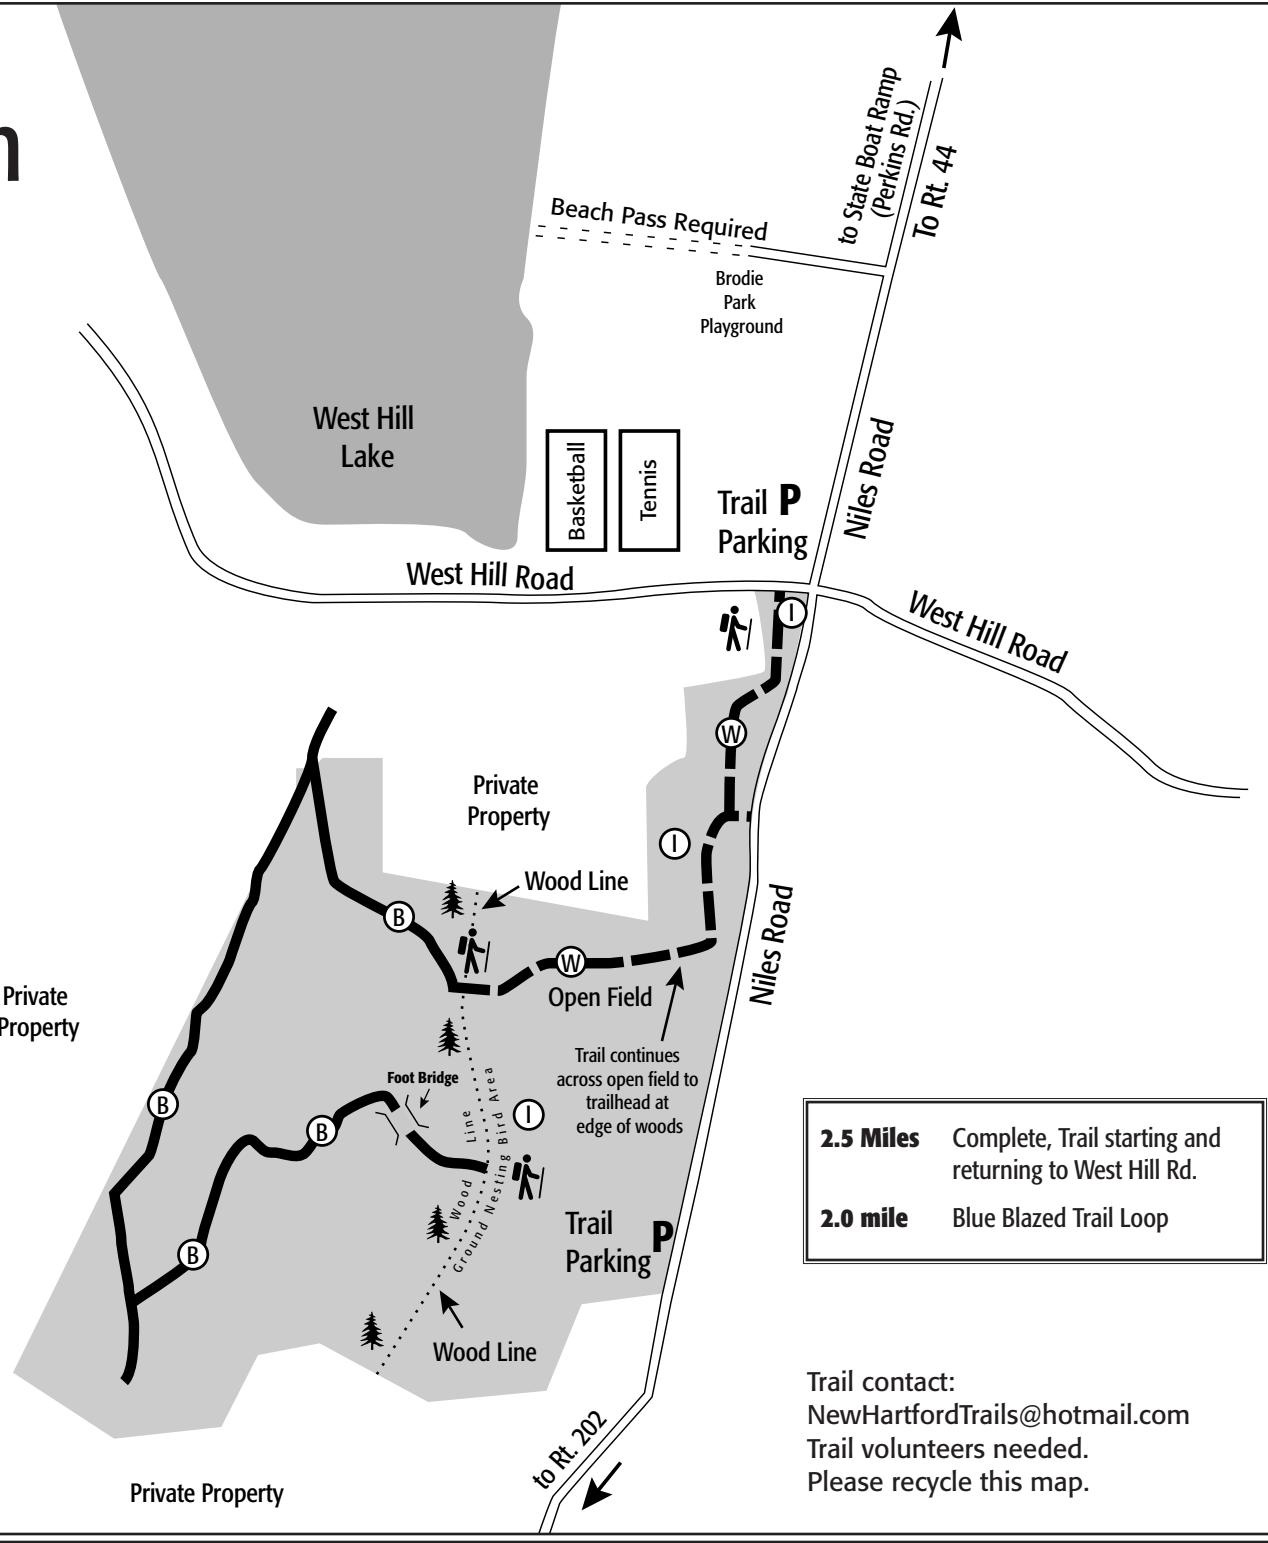 n
to State Boat Ramp
(Perkins Rd.)
To Rt. 44
Beach Pass Required
Brodie
Park
Playground
West Hill
Lake
Basketball
Tennis
Trail P
Parking
Niles Road
West Hill Road
West Hill Road
I
W
Private
Property
I
Wood Line
B
W
Open Field
Niles Road
Private
Property
Trail continues
across open field to
trailhead at
edge of woods
Foot Bridge
B
B
Wood Line
Ground Nesting Bird Area
I
B
Trail P
Parking
Wood Line
2.5 Miles Complete, Trail starting and
returning to West Hill Rd.
2.0 mile Blue Blazed Trail Loop
Trail contact:
NewHartfordTrails@hotmail.com
Trail volunteers needed.
Please recycle this map.
to Rt. 202
Private Property